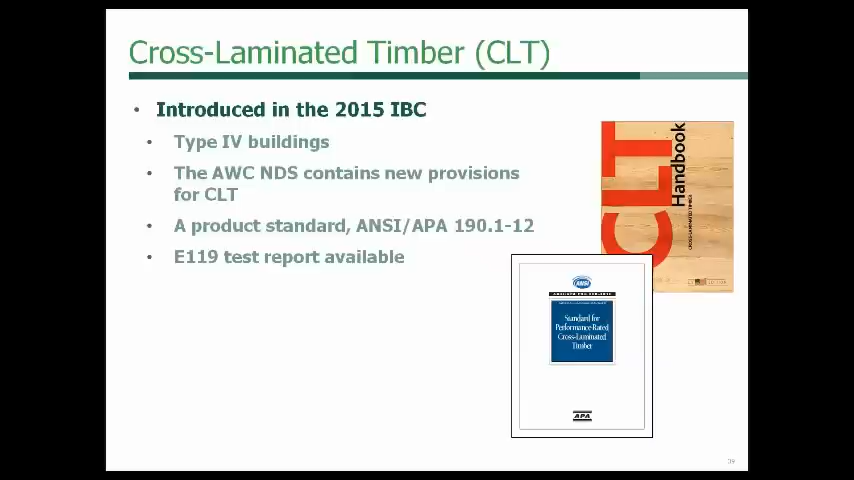 Cross-Laminated Timber (CLT)
• Introduced in the 2015 IBC
• Type IV buildings
• The AWC NDS contains new provisions
for CLT
• A product standard, ANSI/APA 190.1-12
• E119 test report available
CLT
Handbook
CROSS-LAMINATED TIMBER
ANSI
Standard for
Performance-Rated
Cross-Laminated
Timber
APA
39